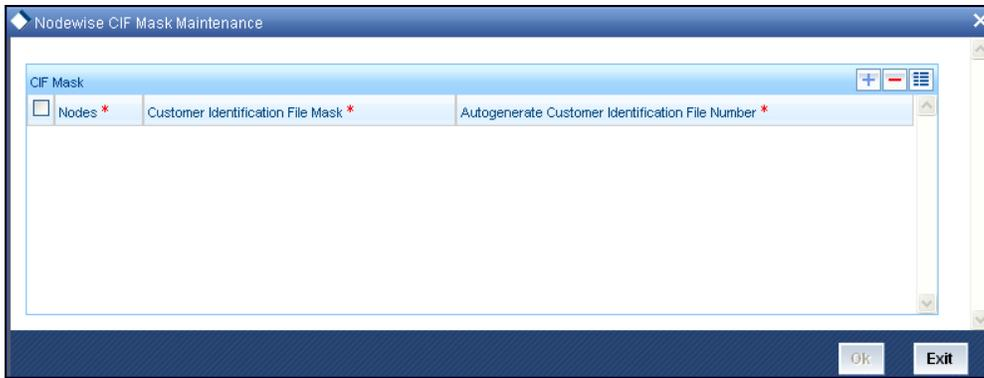 Nodewise CIF Mask Maintenance
CIF Mask
Nodes * Customer Identification File Mask * Autogenerate Customer Identification File Number *
Ok Exit